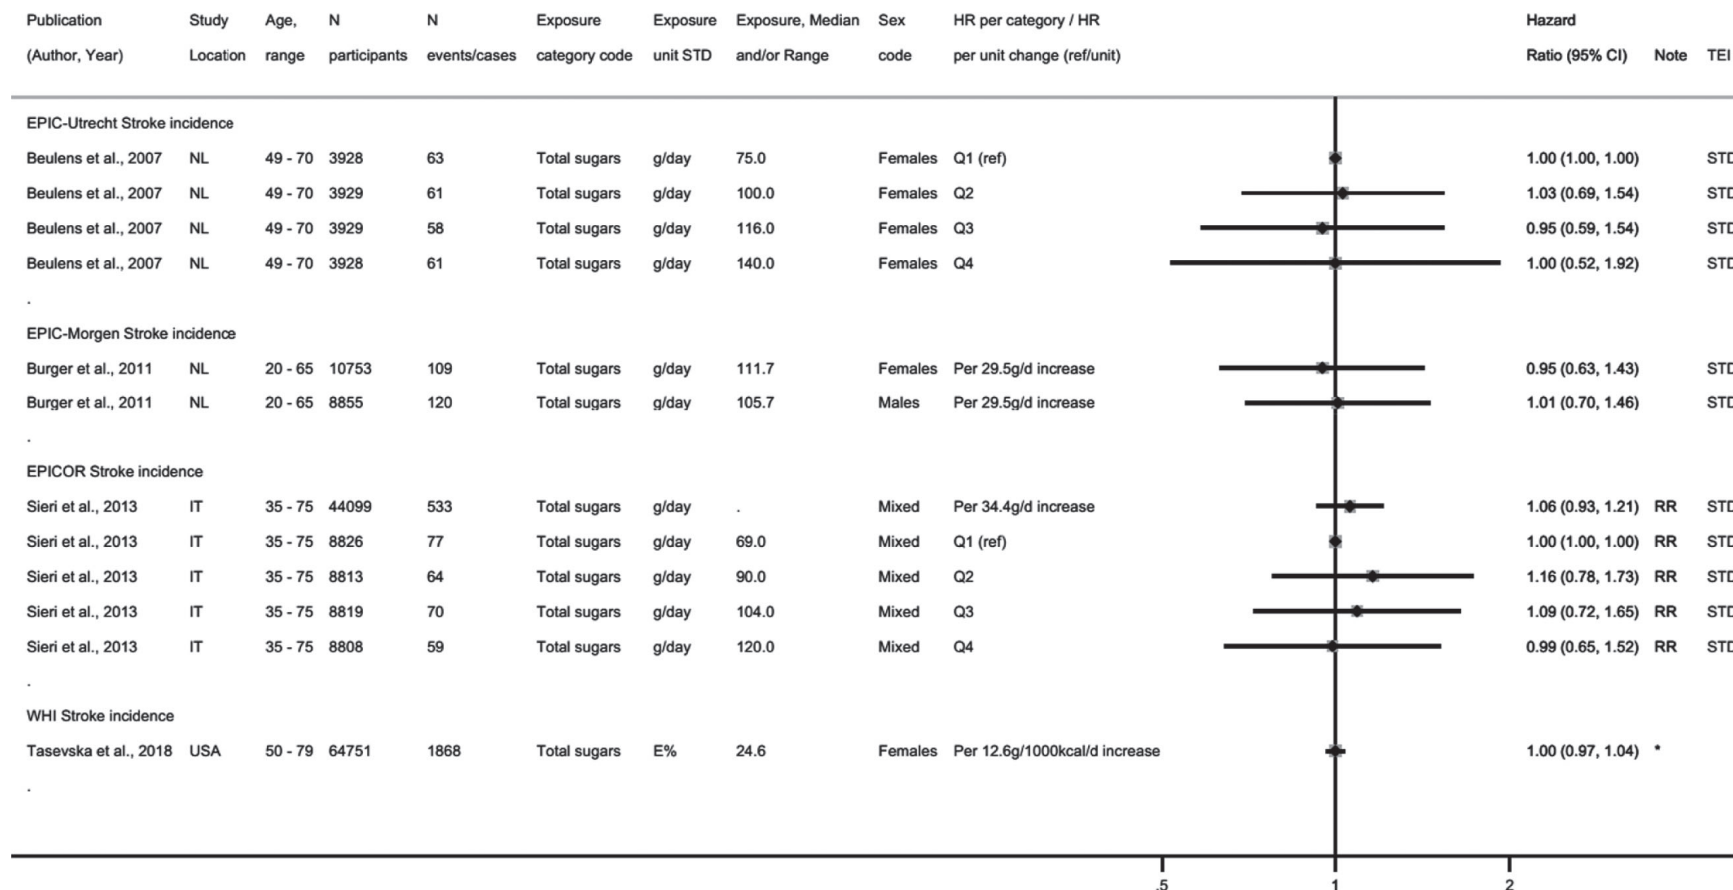 Publication Study Age, N N Exposure Exposure Exposure, Median Sex HR per category / HR Hazard
(Author, Year) Location range participants events/cases category code unit STD and/or Range code per unit change (ref/unit) Ratio (95% CI) Note TEI
EPIC-Utrecht Stroke incidence
Beulens et al., 2007 NL 49 - 70 3928 63 Total sugars g/day 75.0 Females Q1 (ref) 1.00 (1.00, 1.00) STD
Beulens et al., 2007 NL 49 - 70 3929 61 Total sugars g/day 100.0 Females Q2 1.03 (0.69, 1.54) STD
Beulens et al., 2007 NL 49 - 70 3929 58 Total sugars g/day 116.0 Females Q3 0.95 (0.59, 1.54) STD
Beulens et al., 2007 NL 49 - 70 3928 61 Total sugars g/day 140.0 Females Q4 1.00 (0.52, 1.92) STD
.
EPIC-Morgen Stroke incidence
Burger et al., 2011 NL 20 - 65 10753 109 Total sugars g/day 111.7 Females Per 29.5g/d increase 0.95 (0.63, 1.43) STD
Burger et al., 2011 NL 20 - 65 8855 120 Total sugars g/day 105.7 Males Per 29.5g/d increase 1.01 (0.70, 1.46) STD
.
EPICOR Stroke incidence
Sieri et al., 2013 IT 35 - 75 44099 533 Total sugars g/day . Mixed Per 34.4g/d increase 1.06 (0.93, 1.21) RR STD
Sieri et al., 2013 IT 35 - 75 8826 77 Total sugars g/day 69.0 Mixed Q1 (ref) 1.00 (1.00, 1.00) RR STD
Sieri et al., 2013 IT 35 - 75 8813 64 Total sugars g/day 90.0 Mixed Q2 1.16 (0.78, 1.73) RR STD
Sieri et al., 2013 IT 35 - 75 8819 70 Total sugars g/day 104.0 Mixed Q3 1.09 (0.72, 1.65) RR STD
Sieri et al., 2013 IT 35 - 75 8808 59 Total sugars g/day 120.0 Mixed Q4 0.99 (0.65, 1.52) RR STD
.
WHI Stroke incidence
Tasevska et al., 2018 USA 50 - 79 64751 1868 Total sugars E% 24.6 Females Per 12.6g/1000kcal/d increase 1.00 (0.97, 1.04) *
.
.5 1 2